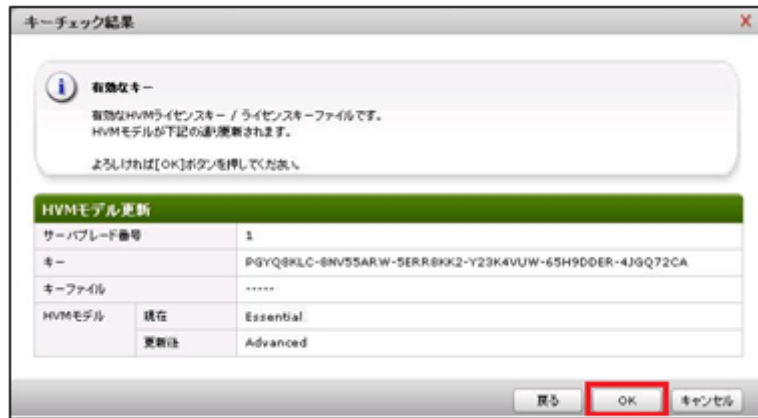 キーチェック結果
X
有効なキー
有効なHVMライセンスキー / ライセンスキーファイルです。
HVMモデルが下記の通り更新されます。
よろしければ[OK]ボタンを押してください。
HVMモデル更新
サーバブレード番号 1
キー PGYQ8KLC-8NV55ARW-5ERR8KK2-Y23K4VUW-65H9DDER-4JGQ72CA
キーファイル -----
HVMモデル 現在 Essential
更新後 Advanced
戻る OK キャンセル